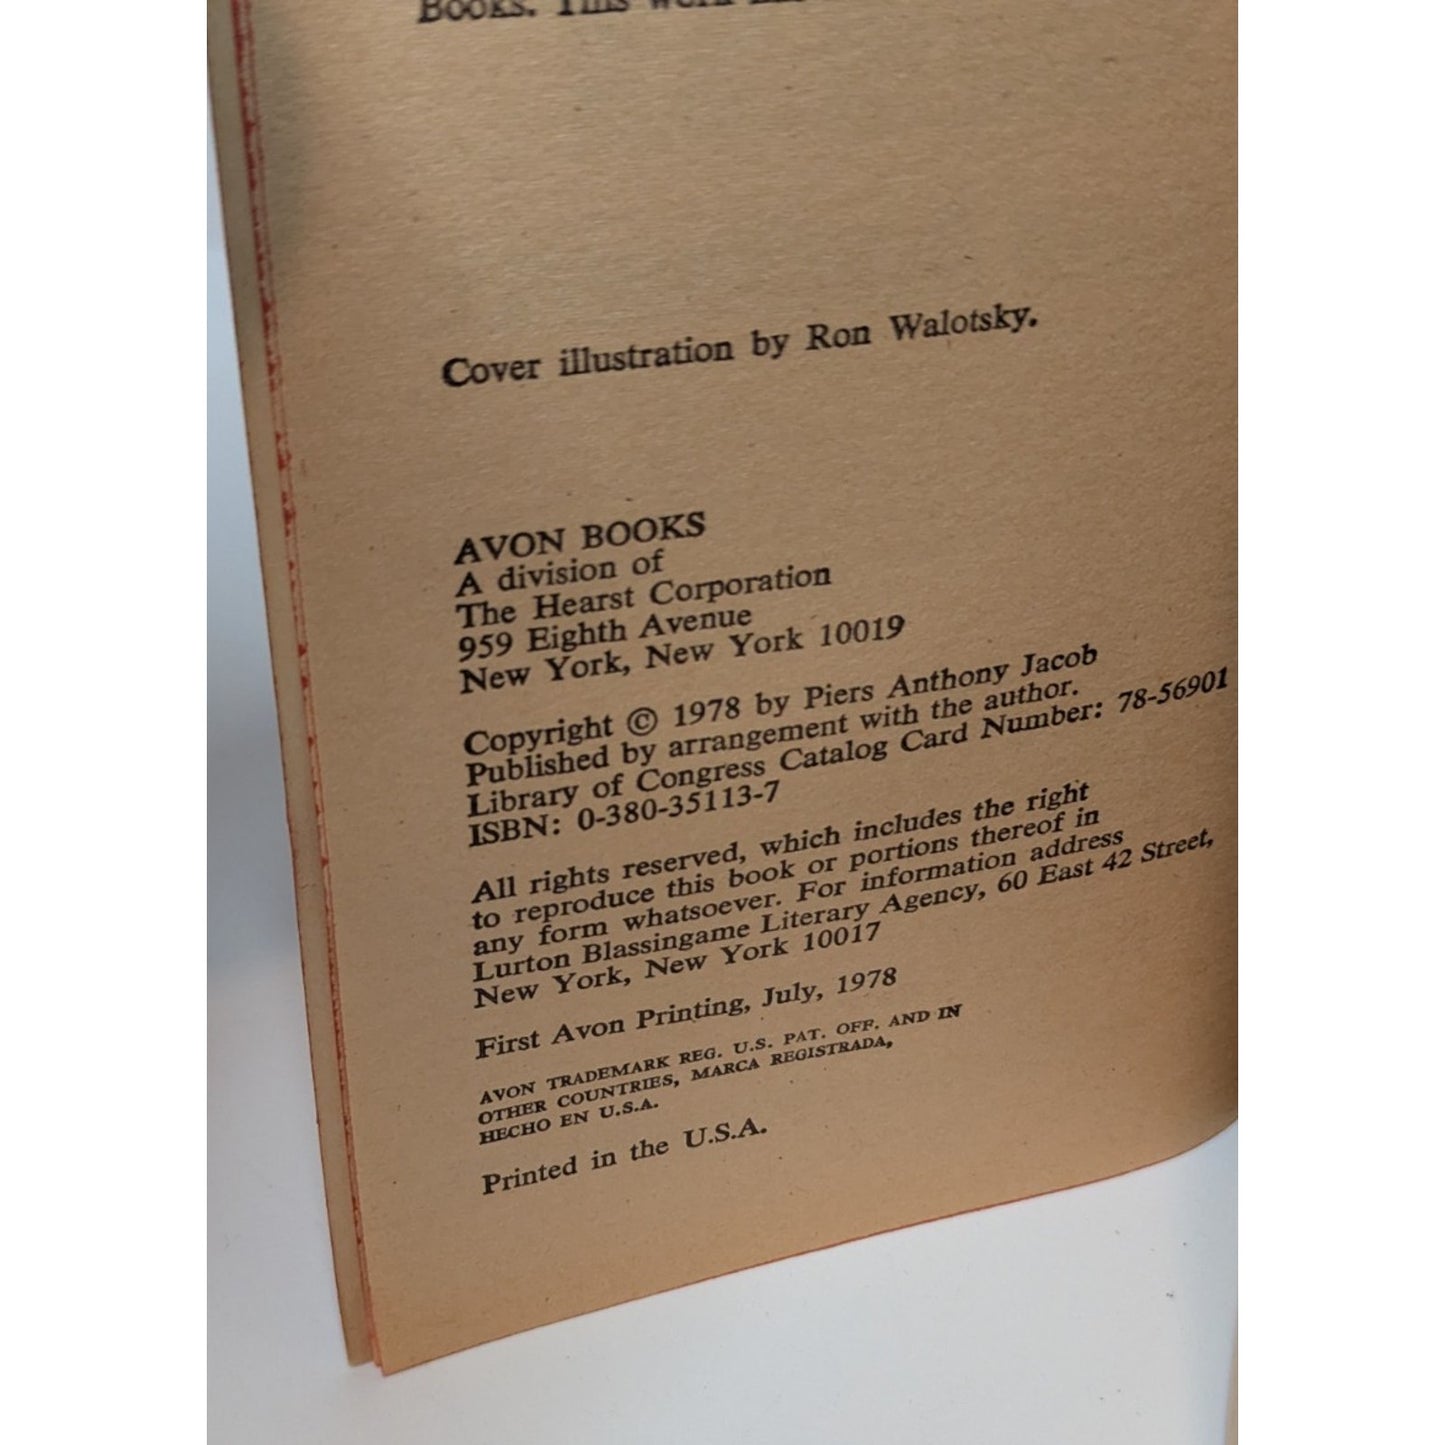 Books. This work
Cover illustration by Ron Walotsky.
AVON BOOKS
A division of
The Hearst Corporation
959 Eighth Avenue
New York, New York 10019
Copyright © 1978 by Piers Anthony Jacob
Published by arrangement with the author.
Library of Congress Catalog Card Number: 78-56901
ISBN: 0-380-35113-7
All rights reserved, which includes the right
to reproduce this book or portions thereof in
any form whatsoever. For information address
Lurton Blassingame Literary Agency, 60 East 42 Street,
New York, New York 10017
First Avon Printing, July, 1978
AVON TRADEMARK REG. U.S. PAT. OFF. AND IN
OTHER COUNTRIES, MARCA REGISTRADA,
HECHO EN U.S.A.
Printed in the U.S.A.